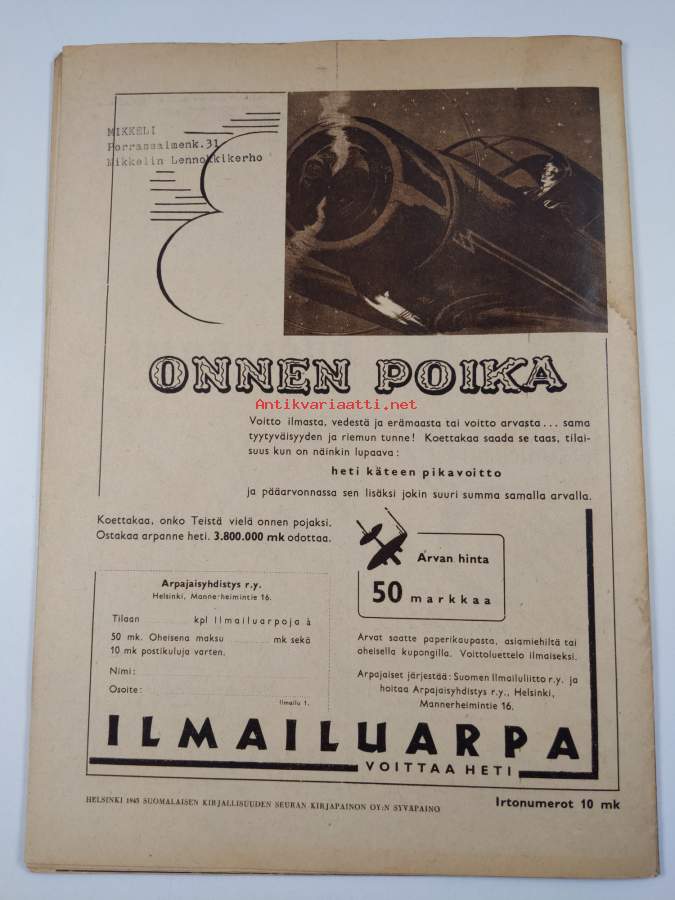 MIKKELI
Porrassalmenk.31
Mikkelin Lennokkikerho
ONNEN POIKA
Antikvariaatti.net
Voitto ilmasta, vedestä ja erämaasta tai voitto arvasta... sama
tyytyväisyyden ja riemun tunne! Koettakaa saada se taas, tilai-
suus kun on näinkin lupaava:
heti käteen pikavoitto
ja pääarvonnassa sen lisäksi jokin suuri summa samalla arvalla.
Koettakaa, onko Teistä vielä onnen pojaksi.
Ostakaa arpanne heti. 3.800.000 mk odottaa.
Arvan hinta
50 markkaa
Arpajaisyhdistys r.y.
Helsinki, Mannerheimintie 16.
Tilaan kpl Ilmailuarpoja à
50 mk. Oheisena maksu mk sekä
10 mk postikuluja varten.
Nimi:
Osoite:
Ilmailu 1.
Arvat saatte paperikaupasta, asiamiehiltä tai
oheisella kupongilla. Voittoluettelo ilmaiseksi.
Arpajaiset järjestää: Suomen Ilmailuliitto r.y. ja
hoitaa Arpajaisyhdistys r.y., Helsinki,
Mannerheimintie 16.
ILMAILUARPA
VOITTAA HETI
HELSINKI 1945 SUOMALAISEN KIRJALLISUUDEN SEURAN KIRJAPAINON OY:N SYVÄPAINO
Irtonumerot 10 mk